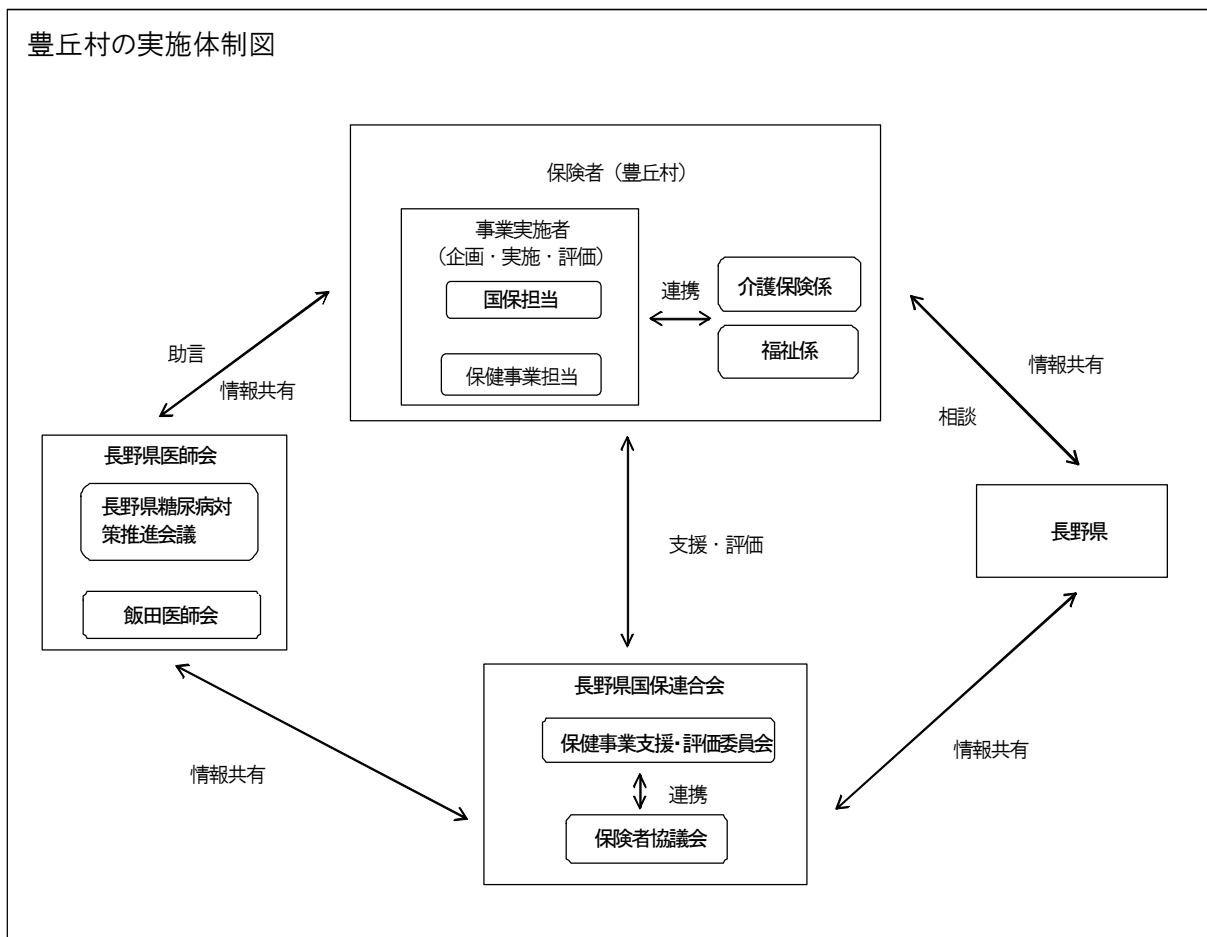 豊丘村の実施体制図
保険者（豊丘村）
事業実施者
（企画・実施・評価）
国保担当
保健事業担当
連携
介護保険係
福祉係
助言
情報共有
情報共有
相談
長野県医師会
長野県糖尿病対
策推進会議
飯田医師会
支援・評価
長野県
長野県国保連合会
保健事業支援・評価委員会
連携
保険者協議会
情報共有
情報共有